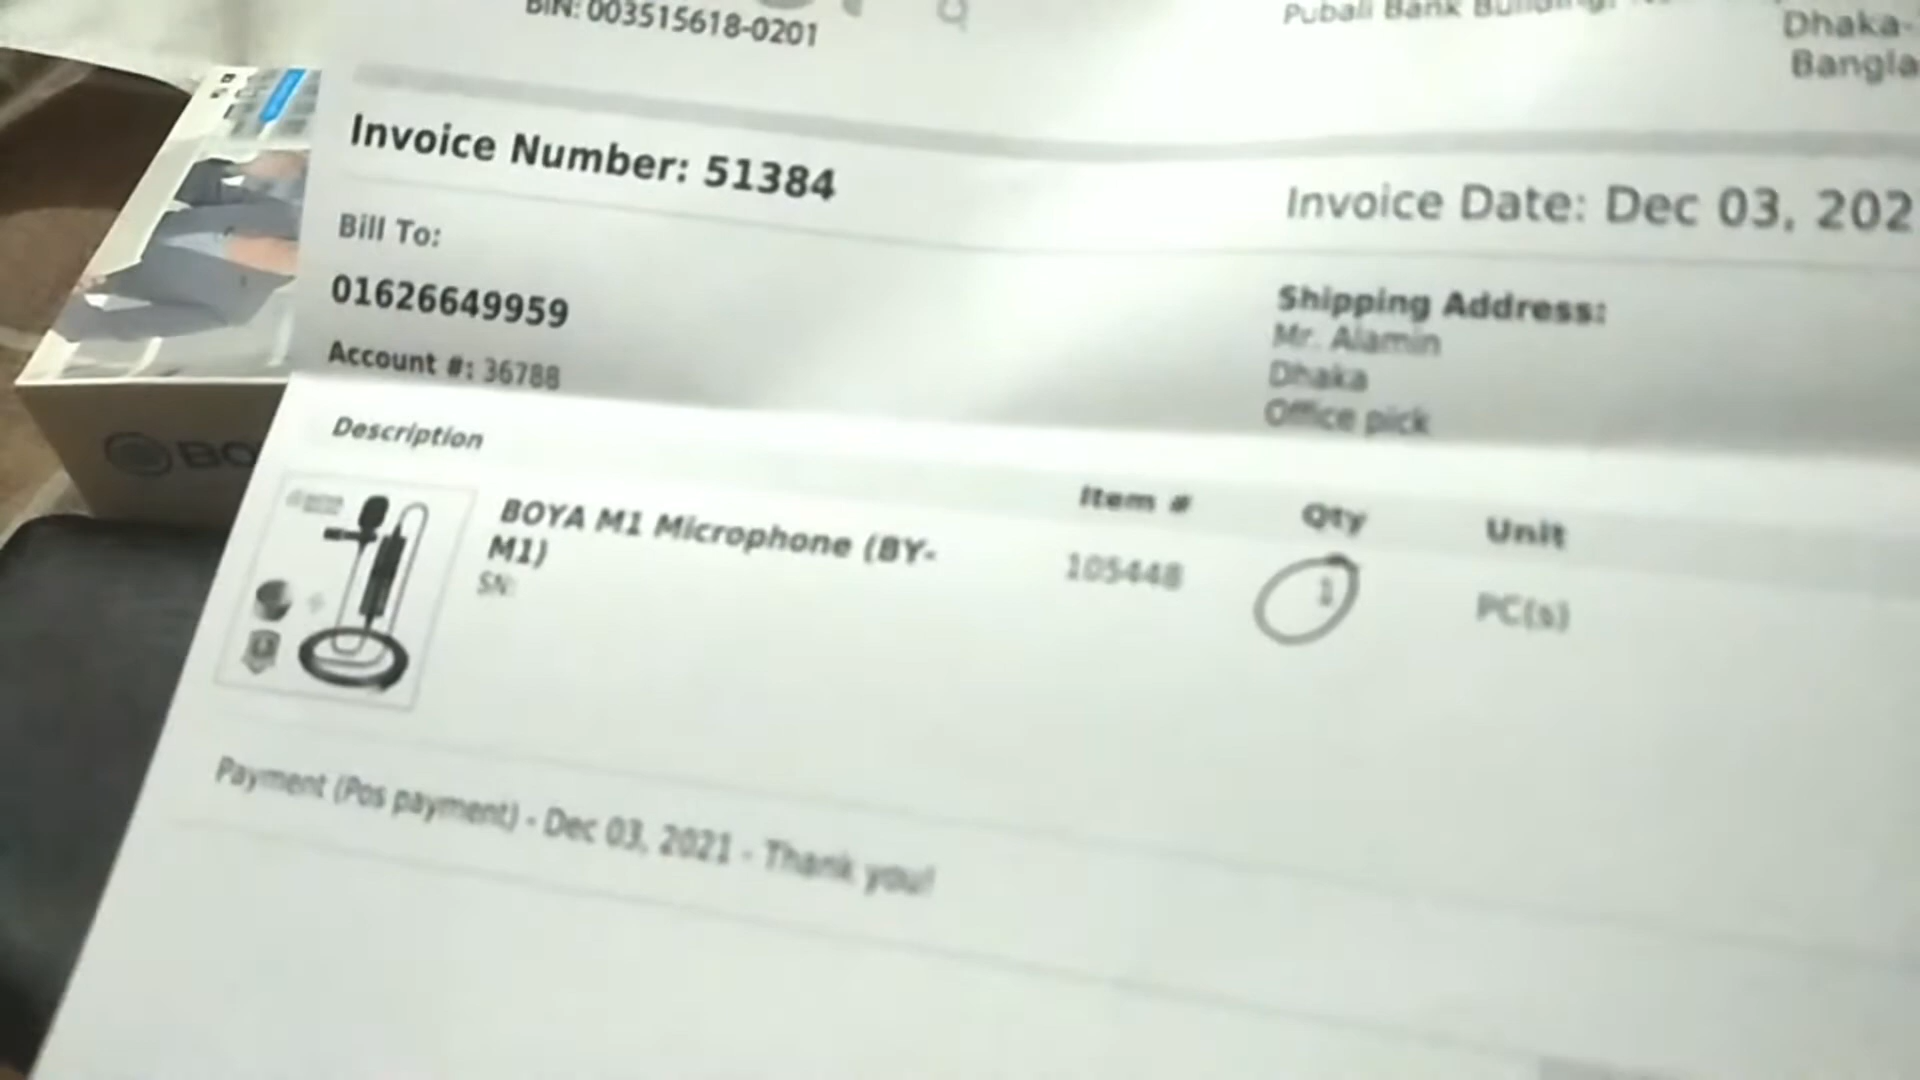 BIN: 003515618-0201
Pubali Bank Building,
Dhaka-
Bangla
Invoice Number: 51384
Invoice Date: Dec 03, 202
Bill To:
01626649959
Account #: 36788
Shipping Address:
Mr. Alamin
Dhaka
Office pick
Description
Item #
Qty
Unit
BOYA M1 Microphone (BY-
M1)
SN:
105448
1
PC(s)
Payment (Pos payment) - Dec 03, 2021 - Thank you!
BO